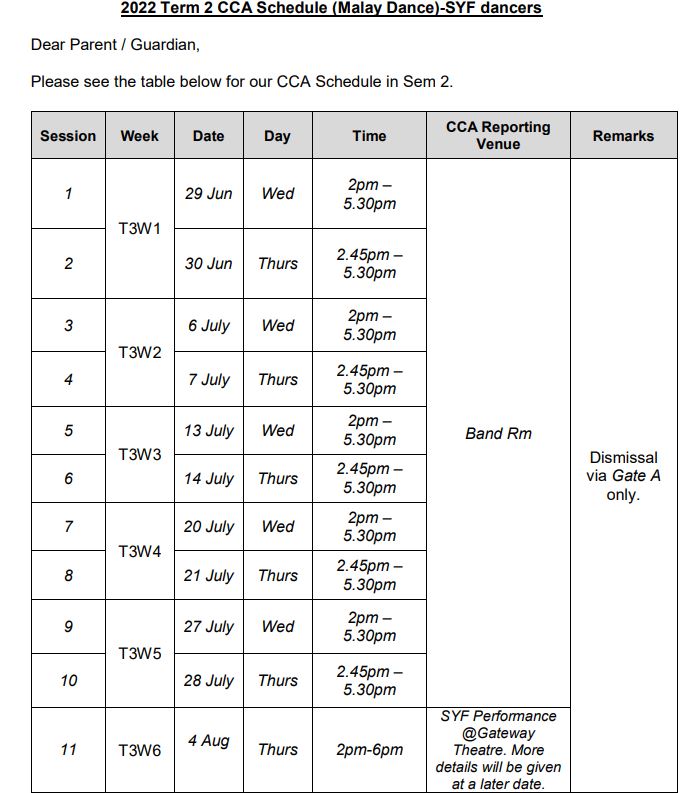 2022 Term 2 CCA Schedule (Malay Dance)-SYF dancers
Dear Parent / Guardian,
Please see the table below for our CCA Schedule in Sem 2.
Session Week Date Day Time CCA Reporting Venue Remarks
1 T3W1 29 Jun Wed 2pm – 5.30pm Band Rm Dismissal via Gate A only.
2 30 Jun Thurs 2.45pm – 5.30pm
3 T3W2 6 July Wed 2pm – 5.30pm
4 7 July Thurs 2.45pm – 5.30pm
5 T3W3 13 July Wed 2pm – 5.30pm
6 14 July Thurs 2.45pm – 5.30pm
7 T3W4 20 July Wed 2pm – 5.30pm
8 21 July Thurs 2.45pm – 5.30pm
9 T3W5 27 July Wed 2pm – 5.30pm
10 28 July Thurs 2.45pm – 5.30pm
11 T3W6 4 Aug Thurs 2pm-6pm SYF Performance @Gateway Theatre. More details will be given at a later date.